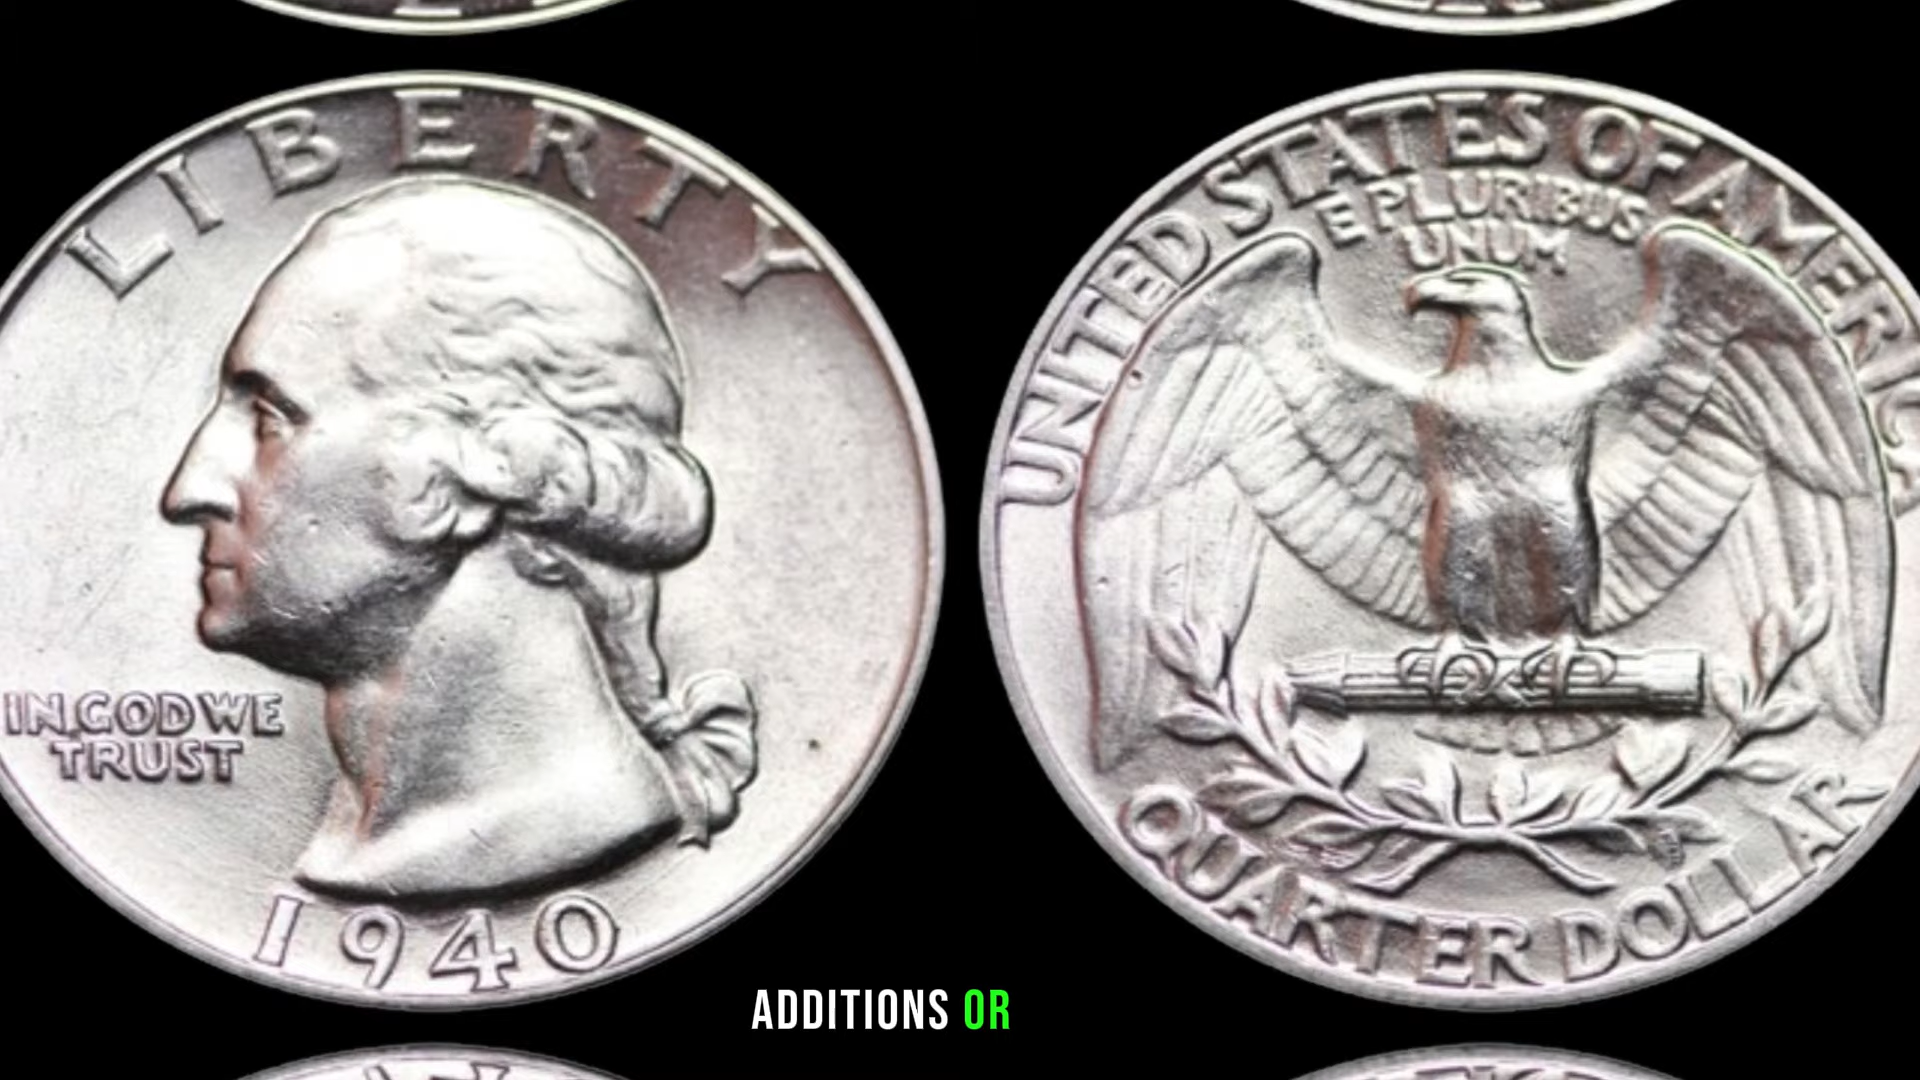 LIBERTY
IN GOD WE
TRUST
1940
UNITED STATES OF AMERICA
E PLURIBUS
UNUM
QUARTER DOLLAR
ADDITIONS OR